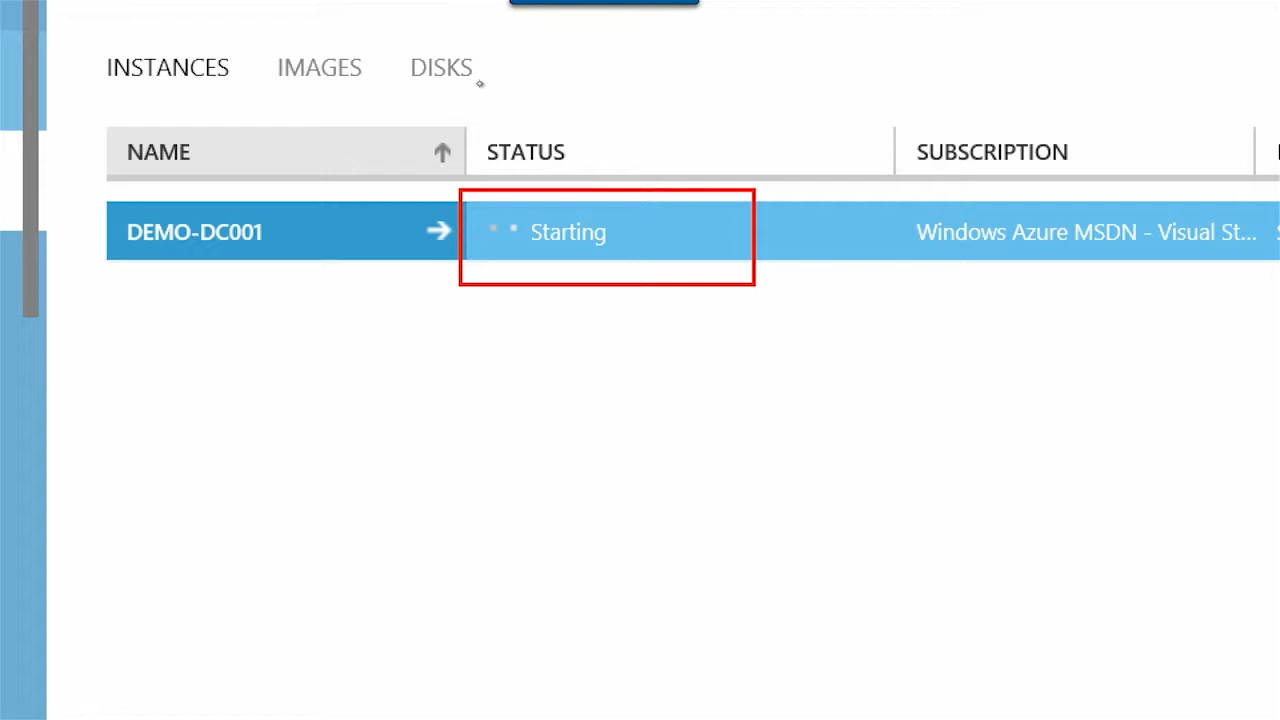 INSTANCES IMAGES DISKS
NAME STATUS SUBSCRIPTION
DEMO-DC001 Starting Windows Azure MSDN - Visual St...